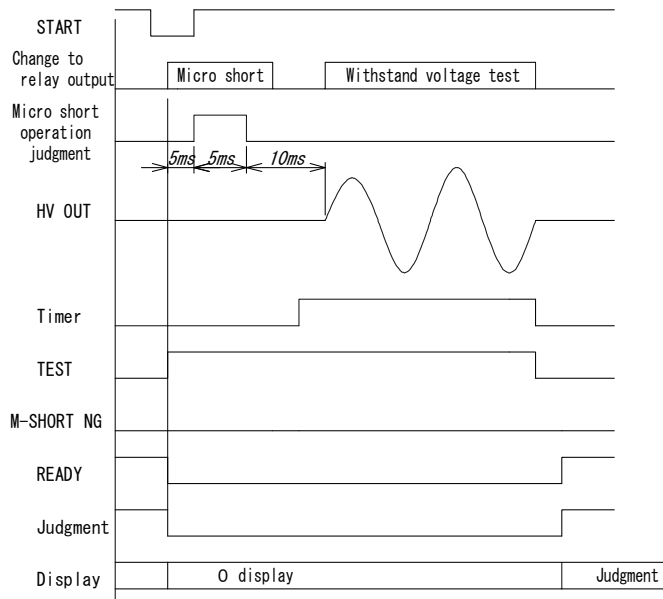 START
Change to
relay output
Micro short
Withstand voltage test
Micro short
operation
judgment
5ms
5ms
10ms
HV OUT
Timer
TEST
M-SHORT NG
READY
Judgment
Display
O display
Judgment